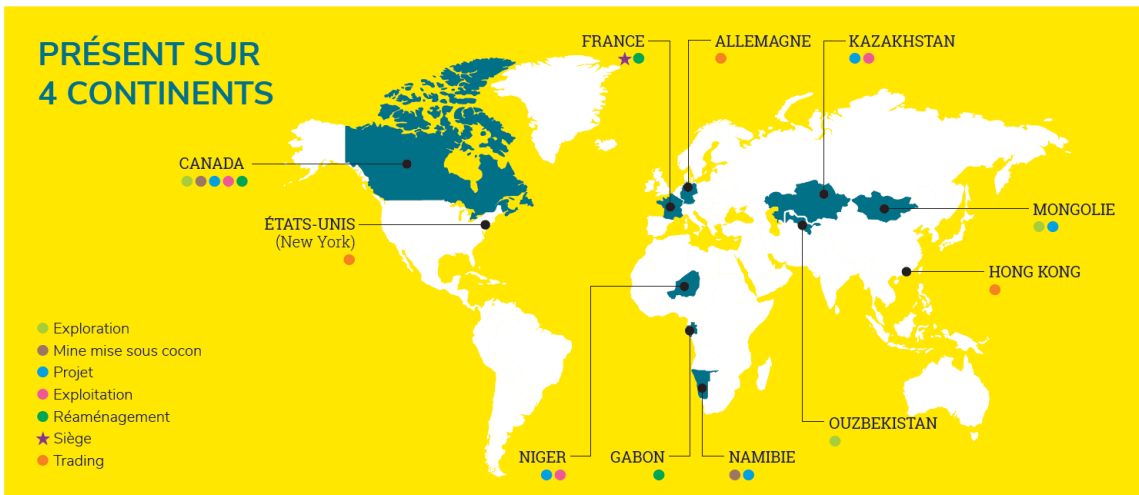 PRÉSENT SUR
4 CONTINENTS
FRANCE
ALLEMAGNE
KAZAKHSTAN
CANADA
ÉTATS-UNIS
(New York)
MONGOLIE
HONG KONG
Exploration
Mine mise sous cocon
Projet
Exploitation
Réaménagement
Siège
Trading
OUZBEKISTAN
NIGER
GABON
NAMIBIE